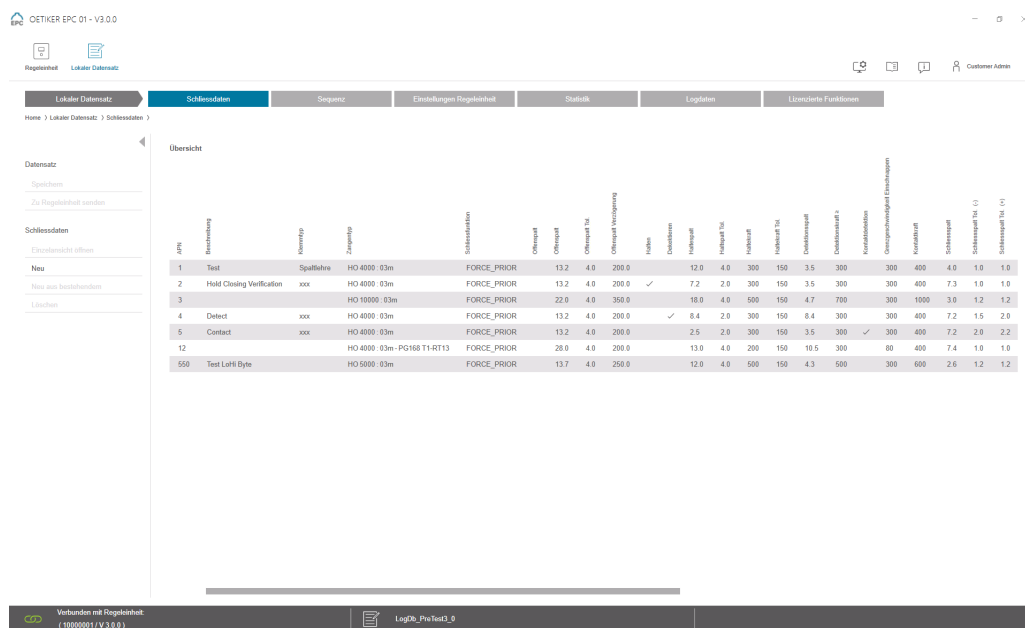 EPC OETIKER EPC 01 - V3.0.0
Regeleinheit Lokaler Datensatz
Customer Admin
Lokaler Datensatz Schliessdaten Sequenz Einstellungen Regeleinheit Statistik Logdaten Lizenzierte Funktionen
Home > Lokaler Datensatz > Schliessdaten >
Übersicht
Datensatz
Speichern
Zu Regeleinheit senden
Schliessdaten
Einzelansicht öffnen
Neu
Neu aus bestehendem
Löschen
APN Beschreibung Klemmtyp Zangentyp Schliessfunktion Offenspalt Offenspalt Offenspalt Tol. Offenspalt Verzögerung Halten Detektieren Haltespalt Haltspalt Tol. Haltekraft Haltekraft Tol. Detektionsspalt Detektionskraft ≥ Kontaktdetektion Grenzgeschwindigkeit Einschnappen Kontaktkraft Schliessspalt Schliessspalt Tol. (-) Schliessspalt Tol. (+)
1 Test Spaltlehre HO 4000 : 03m FORCE_PRIOR 13.2 4.0 200.0 12.0 4.0 300 150 3.5 300 300 400 4.0 1.0 1.0
2 Hold Closing Verification xxx HO 4000 : 03m FORCE_PRIOR 13.2 4.0 200.0 ✓ 7.2 2.0 300 150 3.5 300 300 400 7.3 1.0 1.0
3 HO 10000 : 03m FORCE_PRIOR 22.0 4.0 350.0 18.0 4.0 500 150 4.7 700 300 1000 3.0 1.2 1.2
4 Detect xxx HO 4000 : 03m FORCE_PRIOR 13.2 4.0 200.0 ✓ 8.4 2.0 300 150 8.4 300 300 400 7.2 1.5 2.0
5 Contact xxx HO 4000 : 03m FORCE_PRIOR 13.2 4.0 200.0 2.5 2.0 300 150 3.5 300 ✓ 300 400 7.2 2.0 2.2
12 HO 4000 : 03m - PG168 T1-RT13 FORCE_PRIOR 28.0 4.0 200.0 13.0 4.0 200 150 10.5 300 80 400 7.4 1.0 1.0
550 Test LoHi Byte HO 5000 : 03m FORCE_PRIOR 13.7 4.0 250.0 12.0 4.0 500 150 4.3 500 300 600 2.6 1.2 1.2
Verbunden mit Regeleinheit:
( 10000001 / V 3.0.0 )
LogDb_PreTest3_0